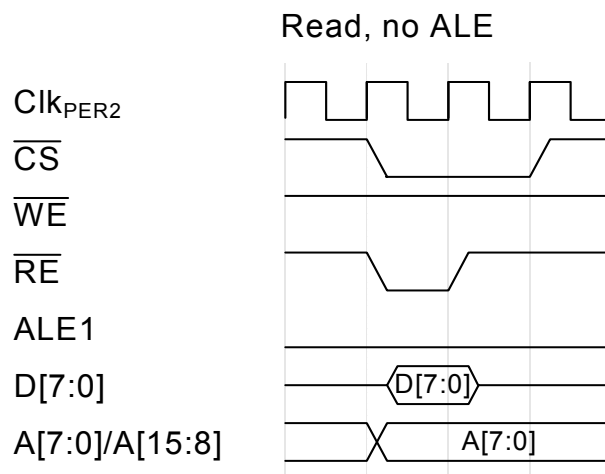 Read, no ALE
ClkPER2
CS
WE
RE
ALE1
D[7:0] D[7:0]
A[7:0]/A[15:8] A[7:0]